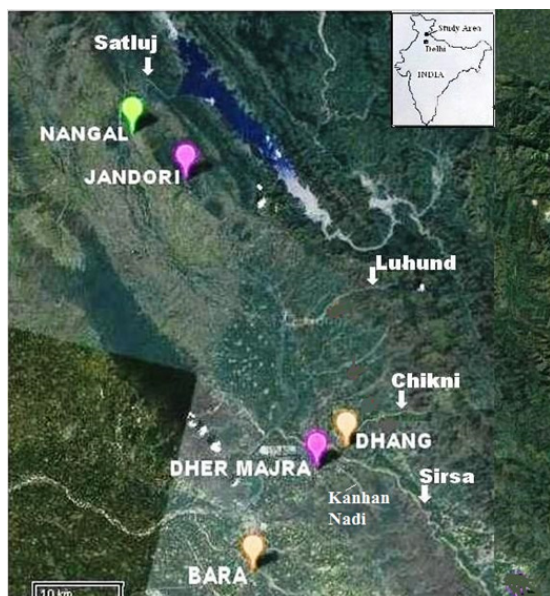 Satluj
Study Area
Delhi
INDIA
NANGAL
JANDORI
Luhund
Chikni
DHANG
DHER MAJRA
Sirsa
Kanhan
Nadi
BARA
10 km